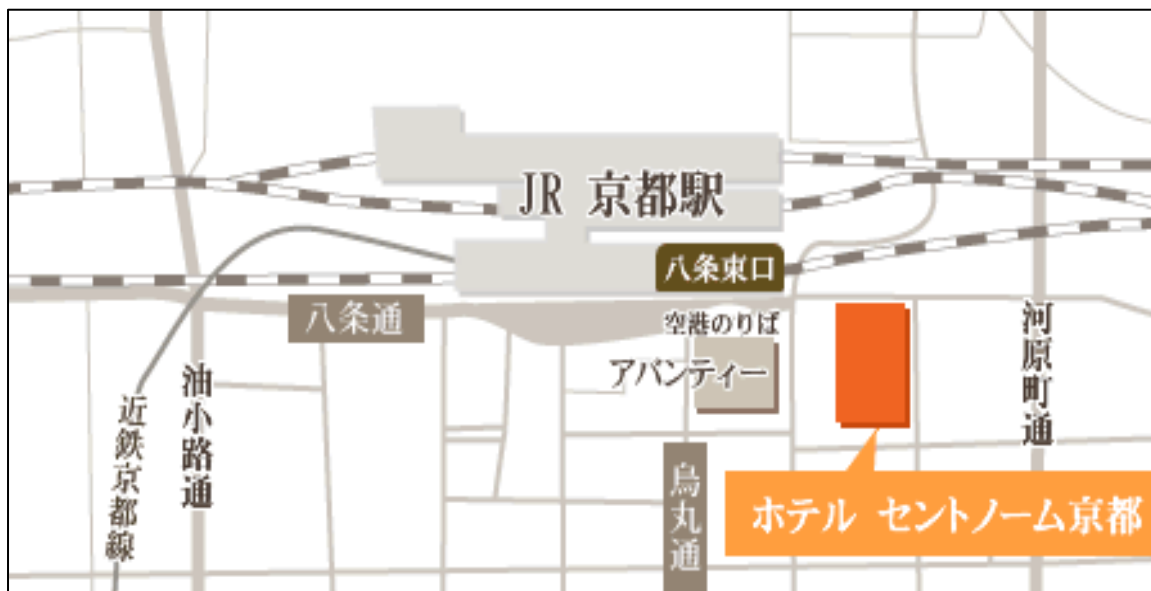 JR 京都駅
八条東口
八条通
空港のりば
アバンティー
河原町通
油小路通
近鉄京都線
烏丸通
ホテル セントノーム京都